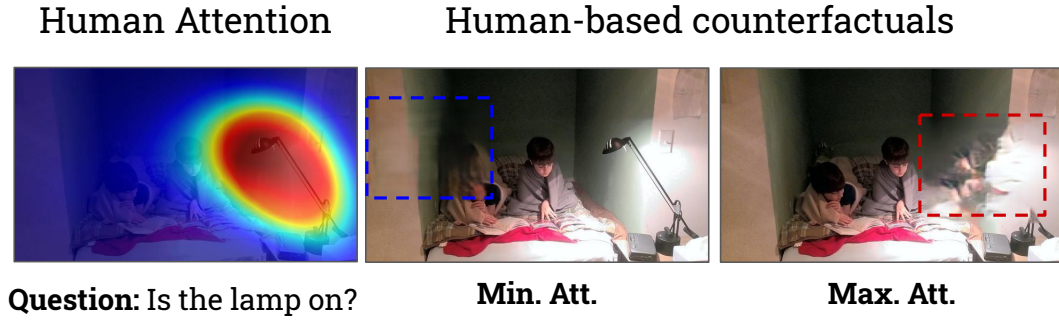 Human Attention
Human-based counterfactuals
Question: Is the lamp on?
Min. Att.
Max. Att.